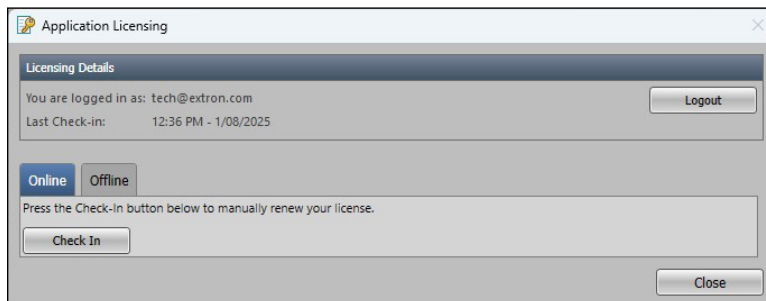 Application Licensing
Licensing Details
You are logged in as: tech@extron.com
Logout
Last Check-in: 12:36 PM - 1/08/2025
Online Offline
Press the Check-In button below to manually renew your license.
Check In
Close